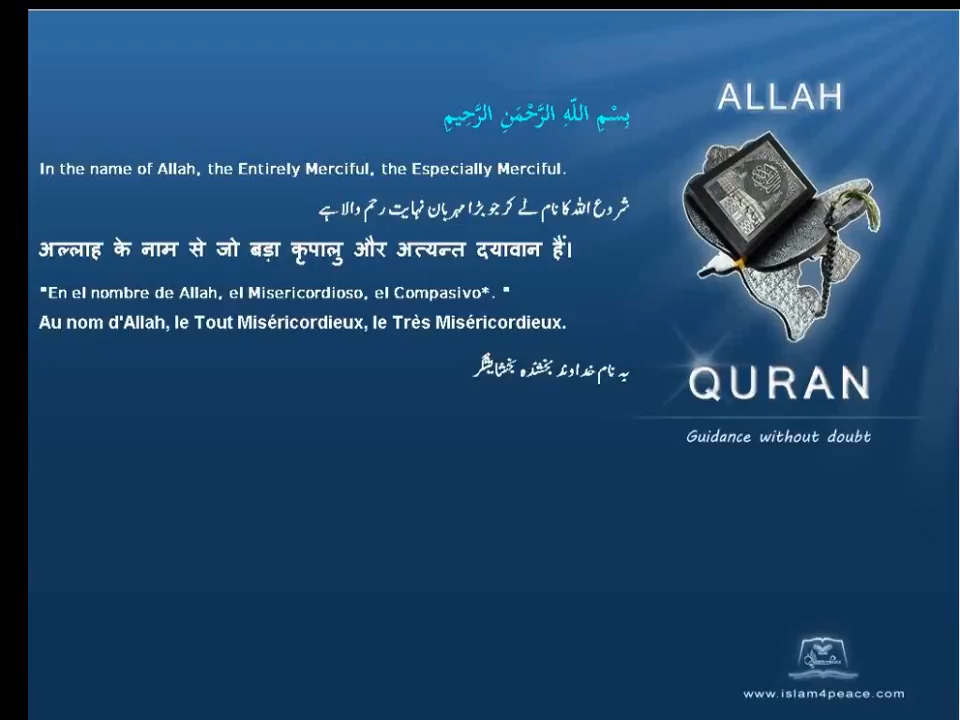 بِسْمِ اللَّهِ الرَّحْمَنِ الرَّحِيمِ
In the name of Allah, the Entirely Merciful, the Especially Merciful.
شروع الله کا نام لے کر جو بڑا مہربان نہایت رحم والا ہے
अल्लाह के नाम से जो बड़ा कृपालु और अत्यन्त दयावान हैं।
"En el nombre de Allah, el Misericordioso, el Compasivo*. "
Au nom d'Allah, le Tout Miséricordieux, le Très Miséricordieux.
به نام خداوند بخشنده بخشایشگر
ALLAH
QURAN
Guidance without doubt
www.islam4peace.com